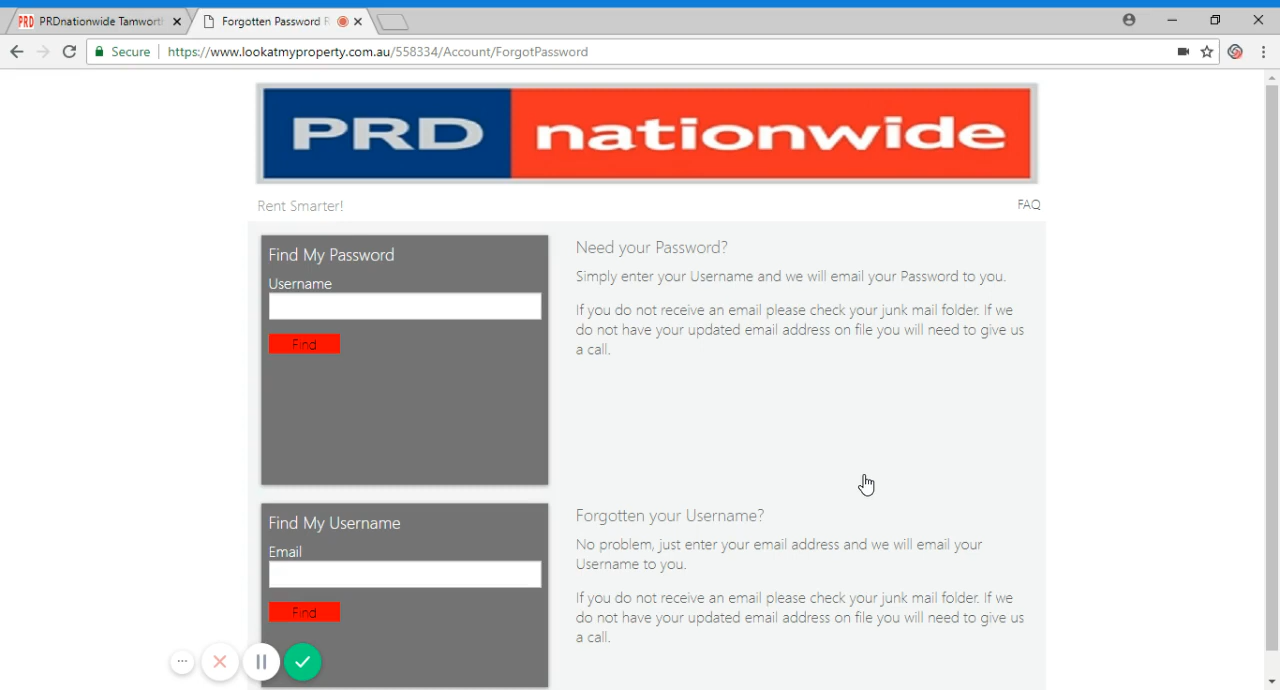 PRD PRDnationwide Tamwort
Forgotten Password R
Secure
https://www.lookatmyproperty.com.au/558334/Account/ForgotPassword
PRD nationwide
Rent Smarter!
FAQ
Find My Password
Username
Find
Need your Password?
Simply enter your Username and we will email your Password to you.
If you do not receive an email please check your junk mail folder. If we
do not have your updated email address on file you will need to give us
a call.
Find My Username
Email
Find
Forgotten your Username?
No problem, just enter your email address and we will email your
Username to you.
If you do not receive an email please check your junk mail folder. If we
do not have your updated email address on file you will need to give us
a call.